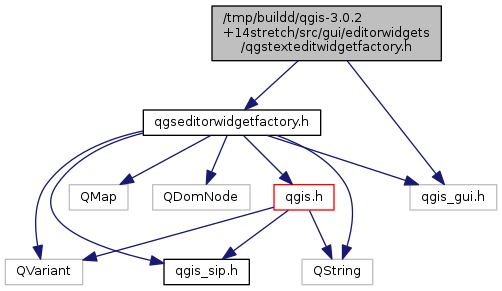 /tmp/buildd/qgis-3.0.2
+14stretch/src/gui/editorwidgets
/qgstexteditwidgetfactory.h
qgseditorwidgetfactory.h
QMap
QDomNode
qgis.h
qgis_gui.h
QVariant
qgis_sip.h
QString